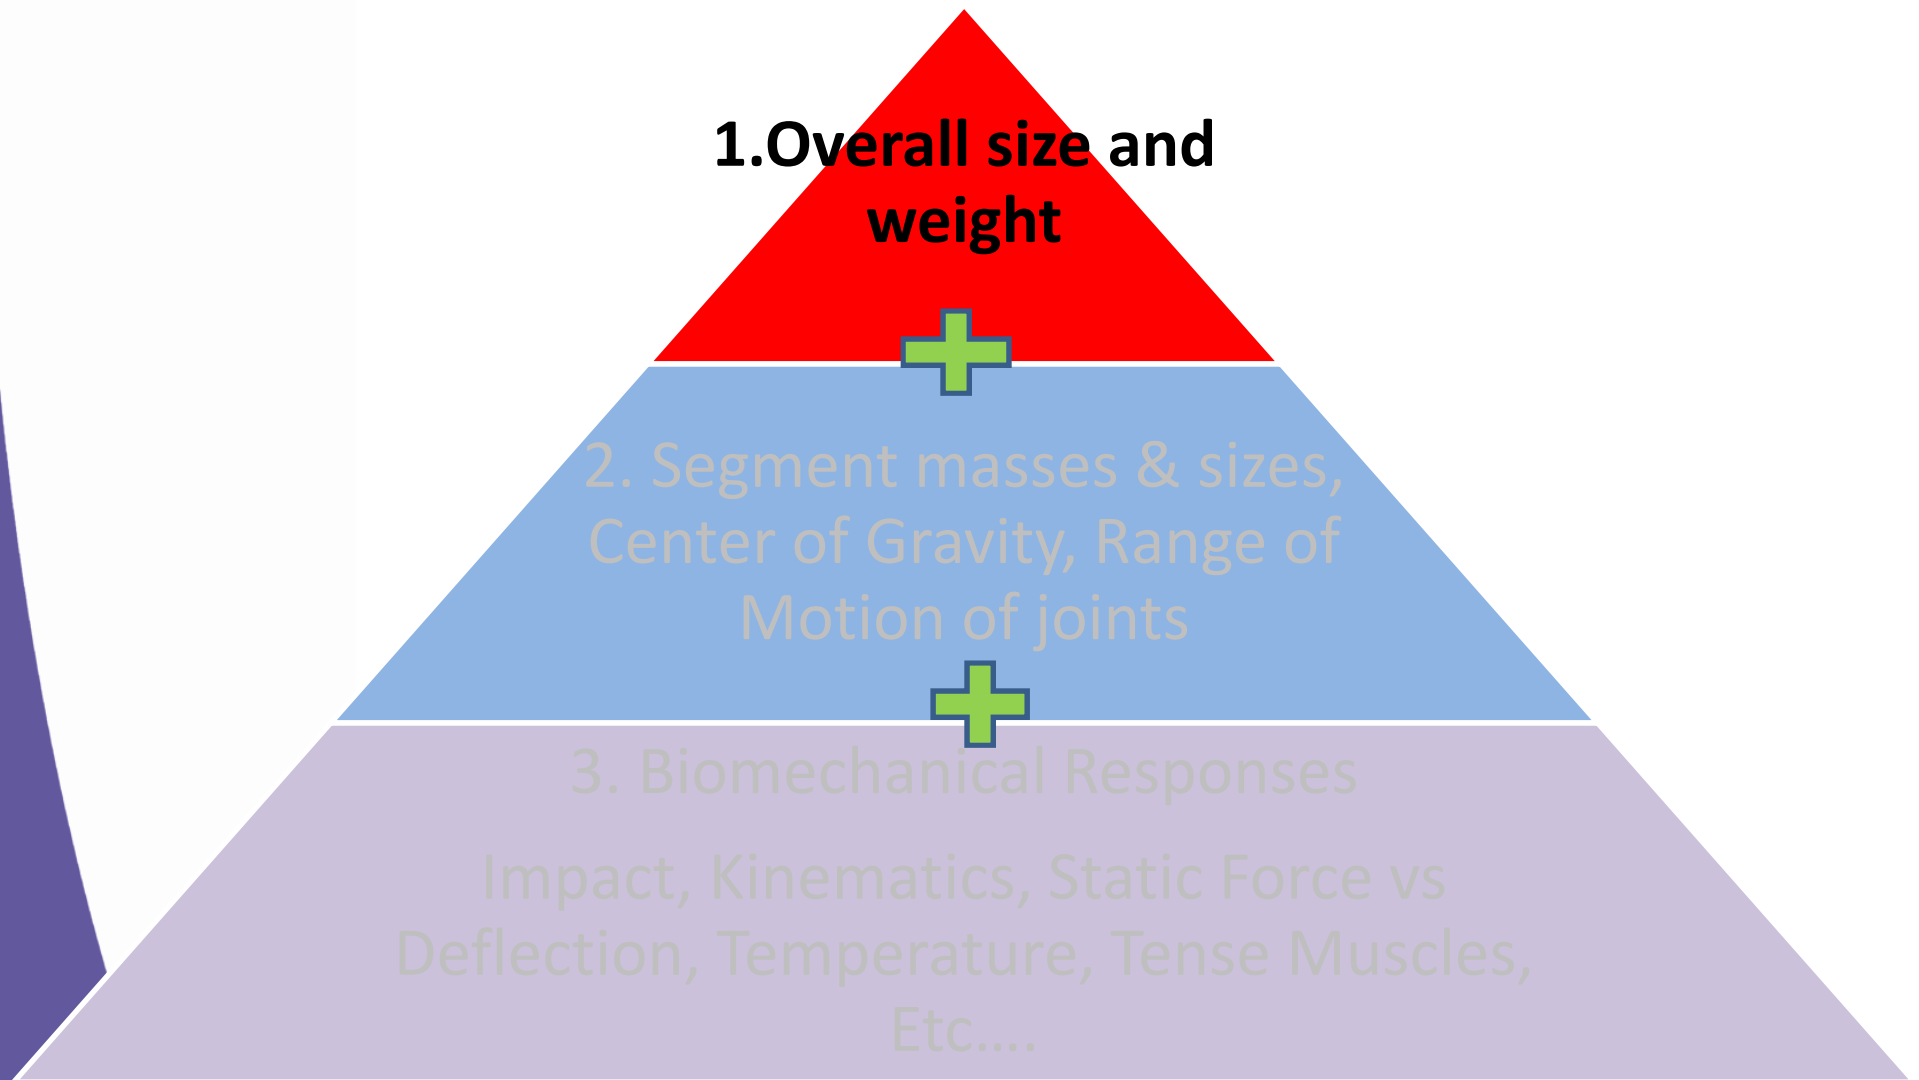 1.Overall size and
weight
2. Segment masses & sizes,
Center of Gravity, Range of
Motion of joints
3. Biomechanical Responses
Impact, Kinematics, Static Force vs
Deflection, Temperature, Tense Muscles,
Etc….